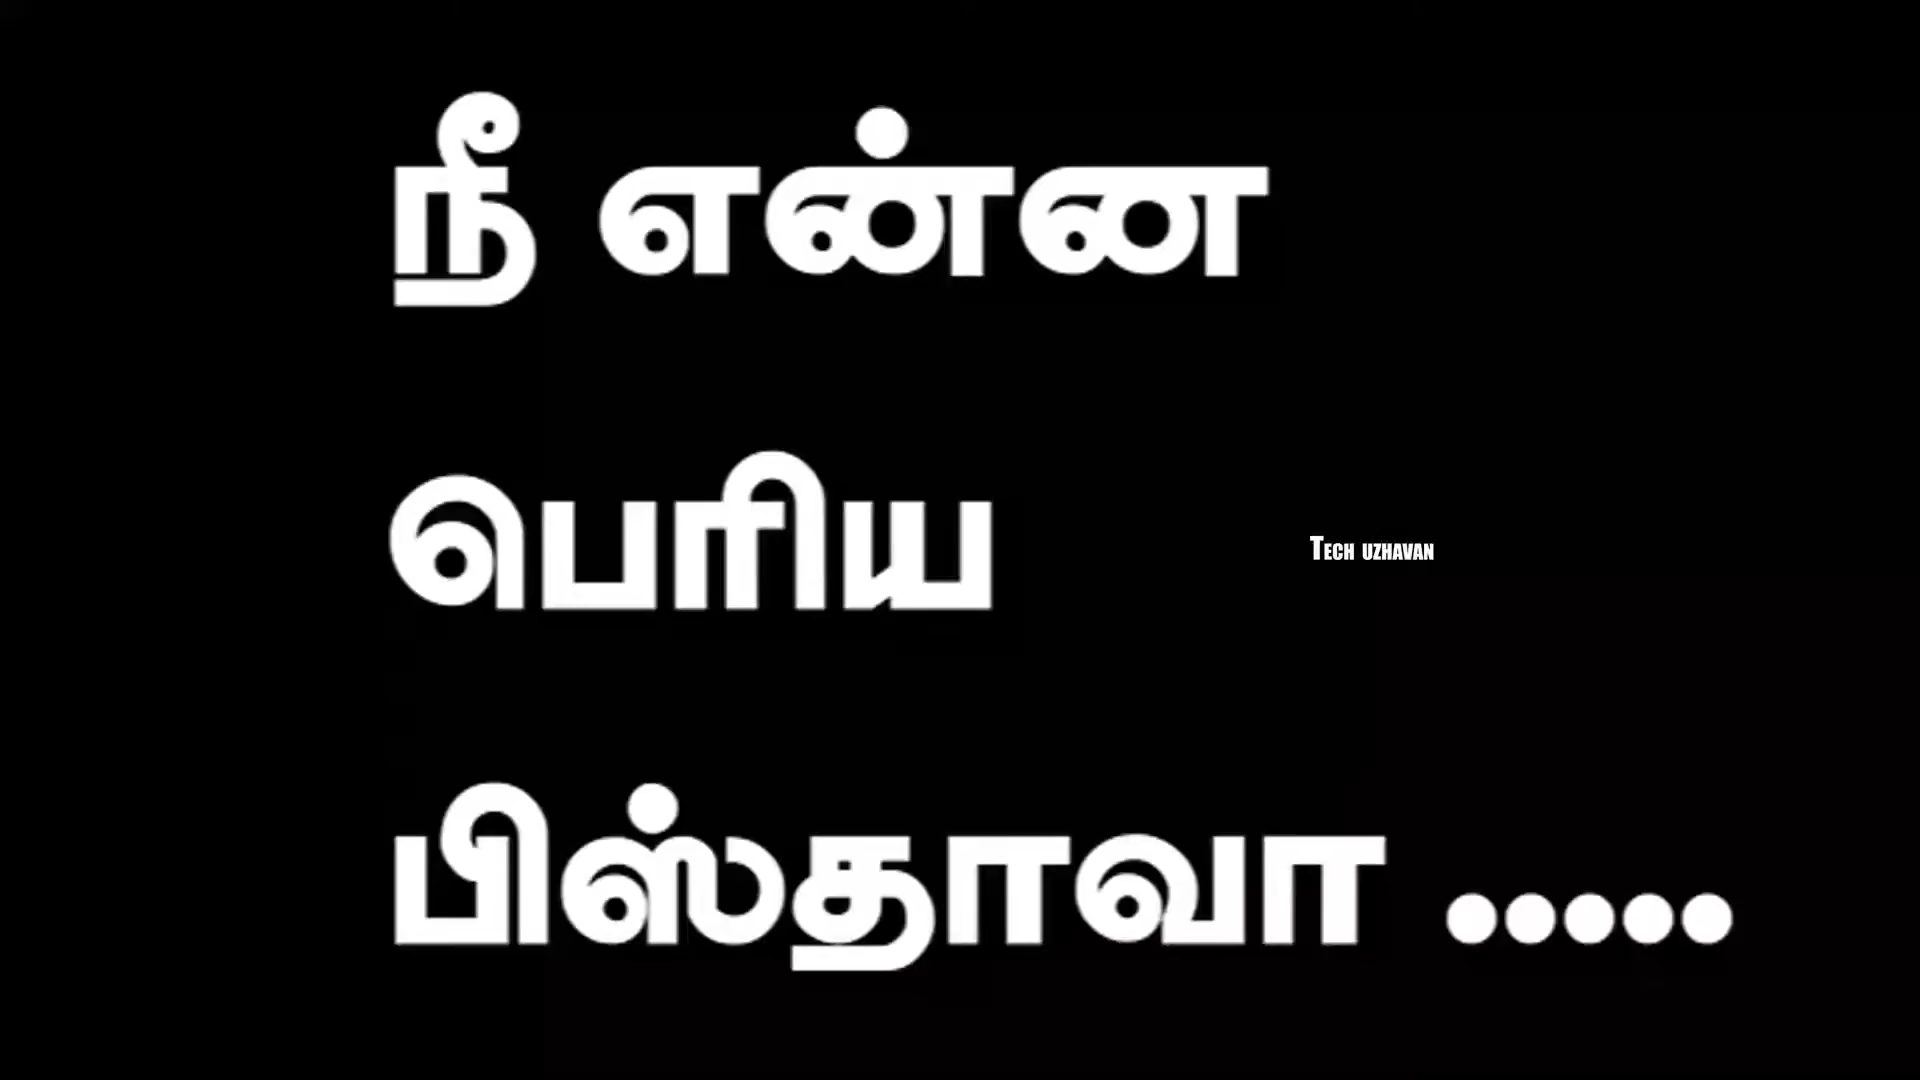 நீ என்ன
பெரிய
Tech uzhavan
பிஸ்தாவா .....